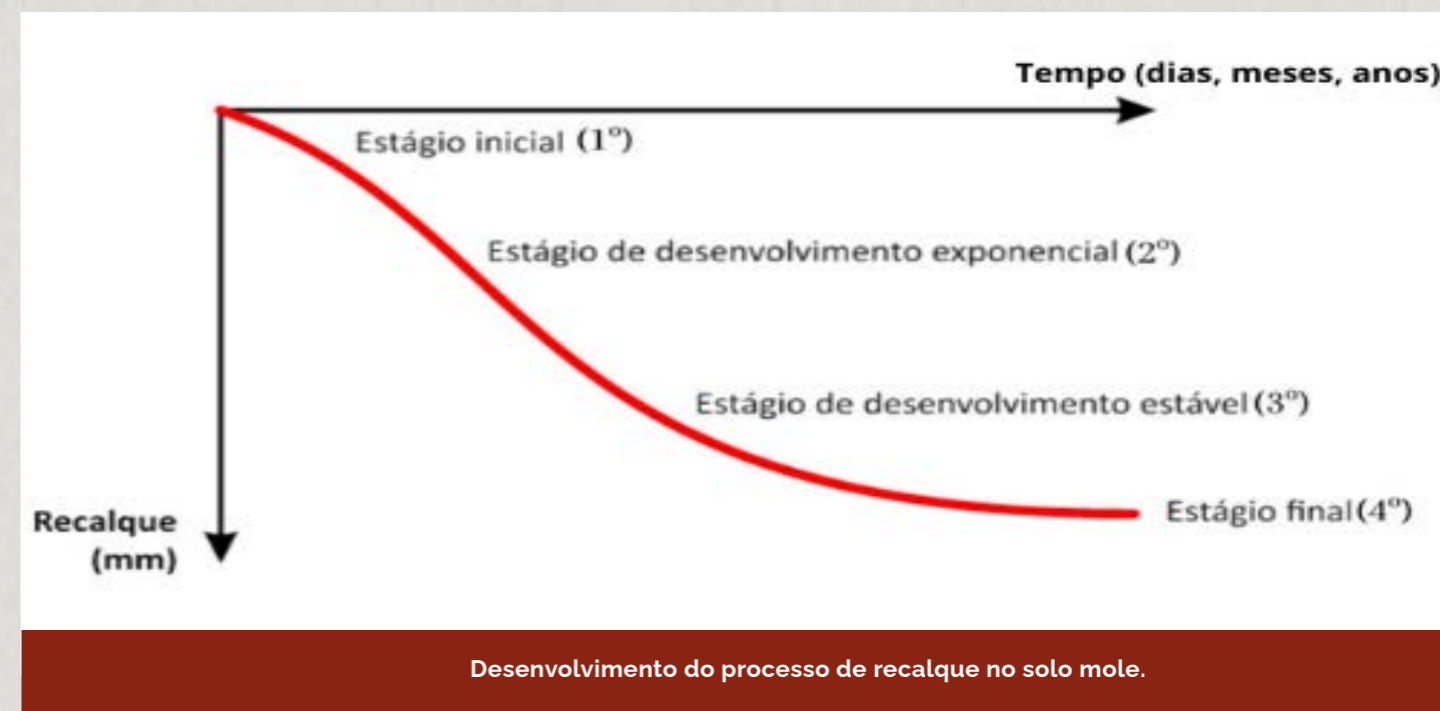 Tempo (dias, meses, anos)
Estágio inicial (1º)
Estágio de desenvolvimento exponencial (2º)
Estágio de desenvolvimento estável (3º)
Estágio final (4º)
Recalque
(mm)
Desenvolvimento do processo de recalque no solo mole.